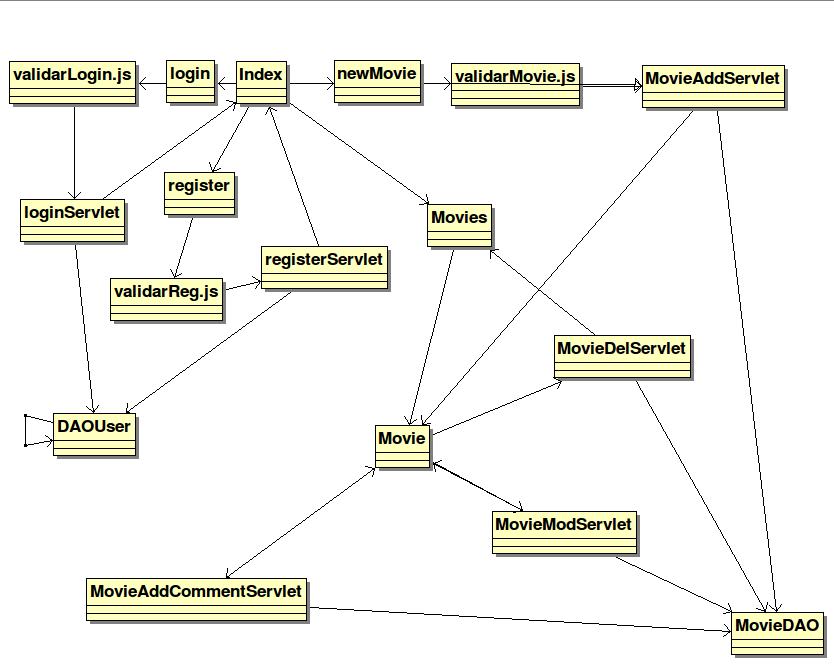 validarLogin.js
login
Index
newMovie
validarMovie.js
MovieAddServlet
loginServlet
register
Movies
registerServlet
validarReg.js
MovieDelServlet
DAOUser
Movie
MovieModServlet
MovieAddCommentServlet
MovieDAO